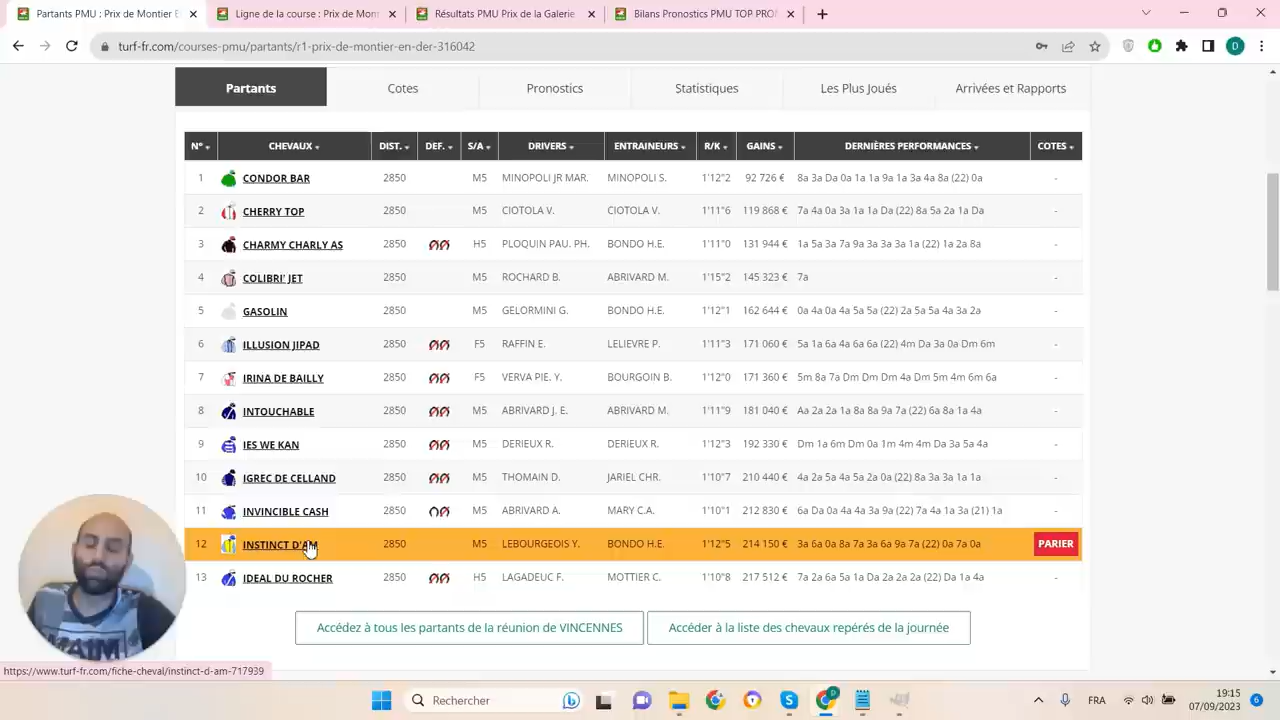 Partants PMU : Prix de Montier E
Ligne de la course : Prix de Mon
Résultats PMU Prix de la Galerie
Bilans Pronostics PMU TOP PROI
turf-fr.com/courses-pmu/partants/r1-prix-de-montier-en-der-316042
D
Partants Cotes Pronostics Statistiques Les Plus Joués Arrivées et Rapports
N° CHEVAUX DIST. DEF. S/A DRIVERS ENTRAINEURS R/K GAINS DERNIÈRES PERFORMANCES COTES
1 CONDOR BAR 2850 M5 MINOPOLI JR MAR. MINOPOLI S. 1'12"2 92 726 € 8a 3a Da 0a 1a 1a 9a 1a 3a 4a 8a (22) 0a -
2 CHERRY TOP 2850 M5 CIOTOLA V. CIOTOLA V. 1'11"6 119 868 € 7a 4a 0a 3a 1a 1a Da (22) 8a 5a 2a 1a Da -
3 CHARMY CHARLY AS 2850 H5 PLOQUIN PAU. PH. BONDO H.E. 1'11"0 131 944 € 1a 5a 3a 7a 9a 3a 3a 3a 1a (22) 1a 2a 8a -
4 COLIBRI' JET 2850 M5 ROCHARD B. ABRIVARD M. 1'15"2 145 323 € 7a -
5 GASOLIN 2850 M5 GELORMINI G. BONDO H.E. 1'12"1 162 644 € 0a 4a 0a 4a 5a 5a (22) 2a 5a 5a 4a 3a 2a -
6 ILLUSION JIPAD 2850 F5 RAFFIN E. LELIEVRE P. 1'11"3 171 060 € 5a 1a 6a 4a 6a 6a (22) 4m Da 3a 0a Dm 6m -
7 IRINA DE BAILLY 2850 F5 VERVA PIE. Y. BOURGOIN B. 1'12"0 171 360 € 5m 8a 7a Dm Dm Dm 4a Dm 5m 4m 6m 6a -
8 INTOUCHABLE 2850 M5 ABRIVARD J. E. ABRIVARD M. 1'11"9 181 040 € Aa 2a 2a 1a 8a 8a 9a 7a (22) 6a 8a 1a 4a -
9 IES WE KAN 2850 M5 DERIEUX R. DERIEUX R. 1'12"3 192 330 € Dm 1a 6m Dm 0a 1m 4m 4m Da 3a 5a 4a -
10 IGREC DE CELLAND 2850 M5 THOMAIN D. JARIEL CHR. 1'10"7 210 440 € 4a 2a 5a 4a 5a 2a 0a (22) 8a 3a 3a 1a 1a -
11 INVINCIBLE CASH 2850 M5 ABRIVARD A. MARY C.A. 1'10"1 212 830 € 6a Da 0a 4a 4a 3a 9a (22) 7a 4a 1a 3a (21) 1a -
12 INSTINCT D'AM 2850 M5 LEBOURGEOIS Y. BONDO H.E. 1'12"5 214 150 € 3a 6a 0a 8a 7a 3a 6a 9a 7a (22) 0a 7a 0a PARIER
13 IDEAL DU ROCHER 2850 H5 LAGADEUC F. MOTTIER C. 1'10"8 217 512 € 7a 2a 6a 5a 1a Da 2a 2a 2a (22) Da 1a 4a -
Accédez à tous les partants de la réunion de VINCENNES
Accéder à la liste des chevaux repérés de la journée
https://www.turf-fr.com/fiche-cheval/instinct-d-am-717939
Rechercher
FRA
19:15
07/09/2023
6